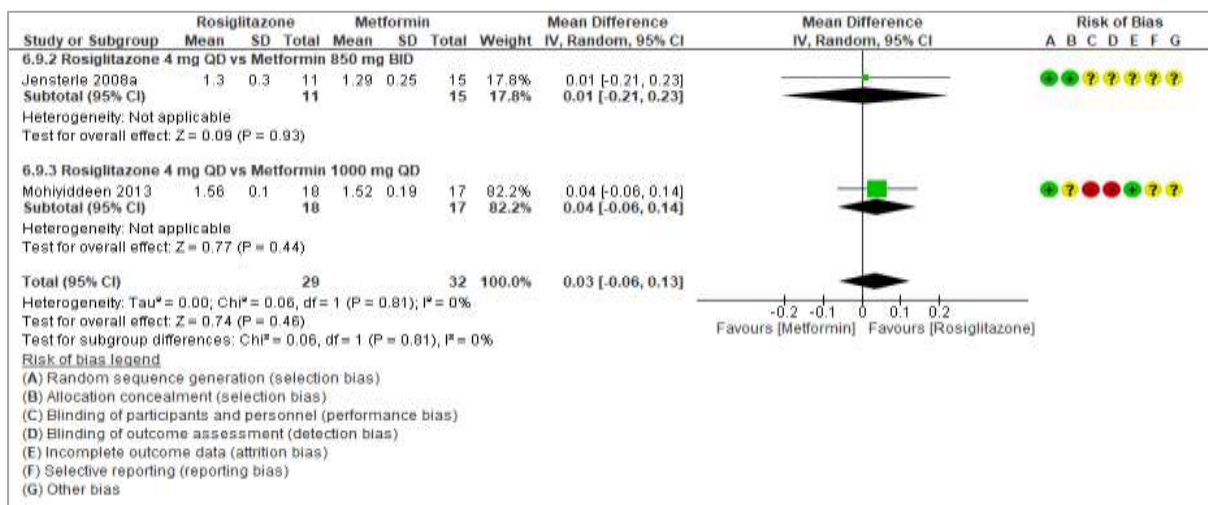 Rosiglitazone Metformin Mean Difference Mean Difference Risk of Bias
Study or Subgroup Mean SD Total Mean SD Total Weight IV, Random, 95% CI IV, Random, 95% CI A B C D E F G
6.9.2 Rosiglitazone 4 mg QD vs Metformin 850 mg BID
Jensterle 2008a 1.3 0.3 11 1.29 0.25 15 17.8% 0.01 [-0.21, 0.23] + + ? ? ? ? ?
Subtotal (95% CI) 11 15 17.8% 0.01 [-0.21, 0.23]
Heterogeneity: Not applicable
Test for overall effect: Z = 0.09 (P = 0.93)
6.9.3 Rosiglitazone 4 mg QD vs Metformin 1000 mg QD
Mohiyiddeen 2013 1.56 0.1 18 1.52 0.19 17 82.2% 0.04 [-0.06, 0.14] + ? - - + ? ?
Subtotal (95% CI) 18 17 82.2% 0.04 [-0.06, 0.14]
Heterogeneity: Not applicable
Test for overall effect: Z = 0.77 (P = 0.44)
Total (95% CI) 29 32 100.0% 0.03 [-0.06, 0.13]
Heterogeneity: Tau² = 0.00; Chi² = 0.06, df = 1 (P = 0.81); I² = 0%
Test for overall effect: Z = 0.74 (P = 0.46)
Test for subgroup differences: Chi² = 0.06, df = 1 (P = 0.81), I² = 0%
-0.2 -0.1 0 0.1 0.2
Favours [Metformin] Favours [Rosiglitazone]
Risk of bias legend
(A) Random sequence generation (selection bias)
(B) Allocation concealment (selection bias)
(C) Blinding of participants and personnel (performance bias)
(D) Blinding of outcome assessment (detection bias)
(E) Incomplete outcome data (attrition bias)
(F) Selective reporting (reporting bias)
(G) Other bias